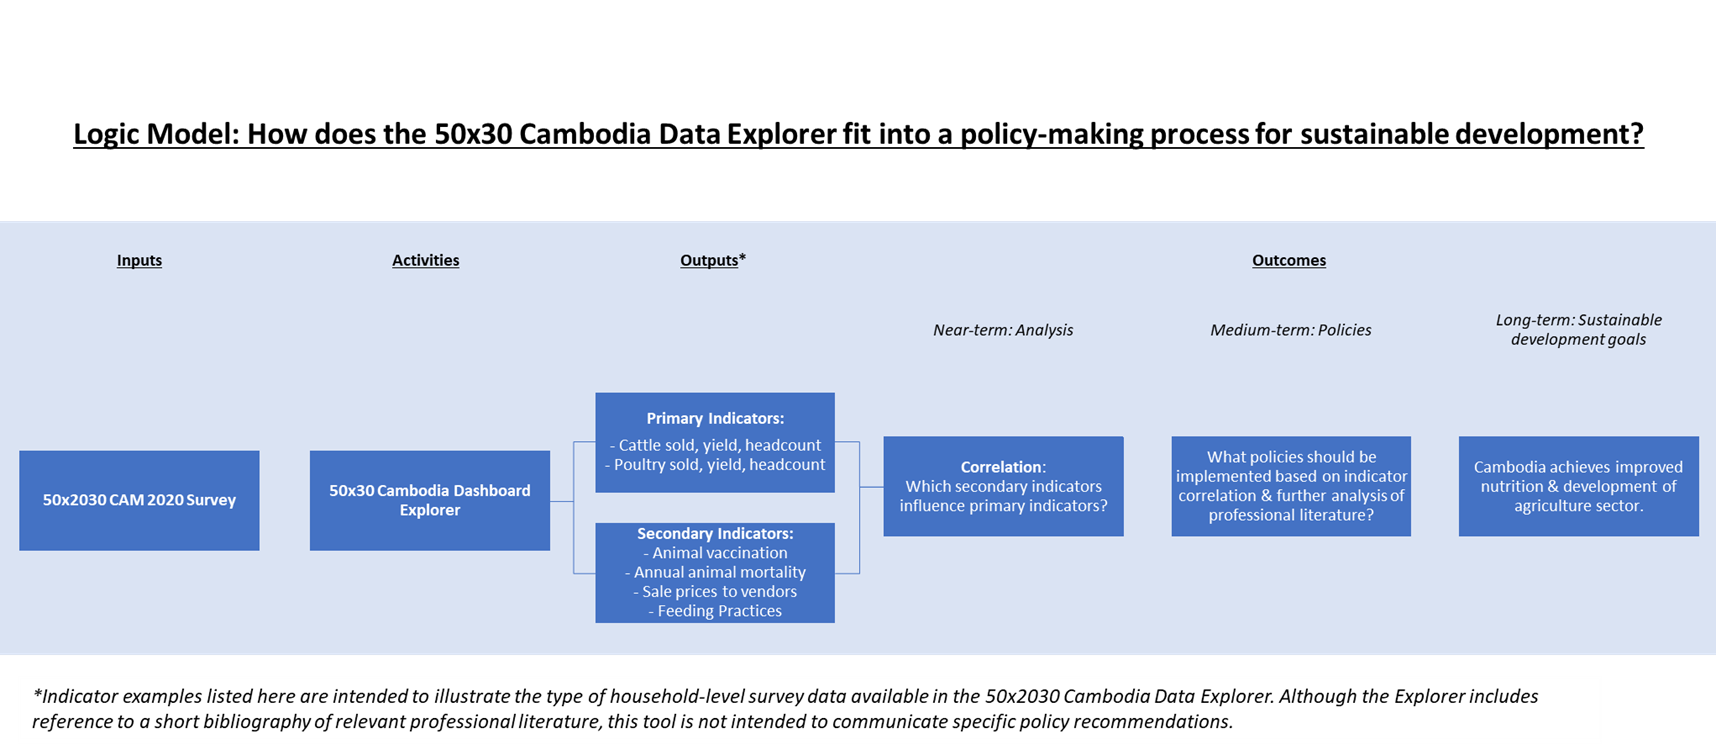 Logic Model: How does the 50x30 Cambodia Data Explorer fit into a policy-making process for sustainable development?
Inputs
Activities
Outputs*
Outcomes
Near-term: Analysis
Medium-term: Policies
Long-term: Sustainable
development goals
50x2030 CAM 2020 Survey
50x30 Cambodia Dashboard
Explorer
Primary Indicators:
- Cattle sold, yield, headcount
- Poultry sold, yield, headcount
Secondary Indicators:
- Animal vaccination
- Annual animal mortality
- Sale prices to vendors
- Feeding Practices
Correlation:
Which secondary indicators
influence primary indicators?
What policies should be
implemented based on indicator
correlation & further analysis of
professional literature?
Cambodia achieves improved
nutrition & development of
agriculture sector.
*Indicator examples listed here are intended to illustrate the type of household-level survey data available in the 50x2030 Cambodia Data Explorer. Although the Explorer includes
reference to a short bibliography of relevant professional literature, this tool is not intended to communicate specific policy recommendations.